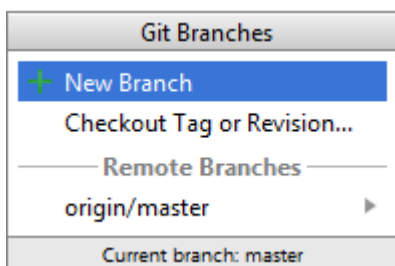 Git Branches
New Branch
Checkout Tag or Revision...
Remote Branches
origin/master
Current branch: master